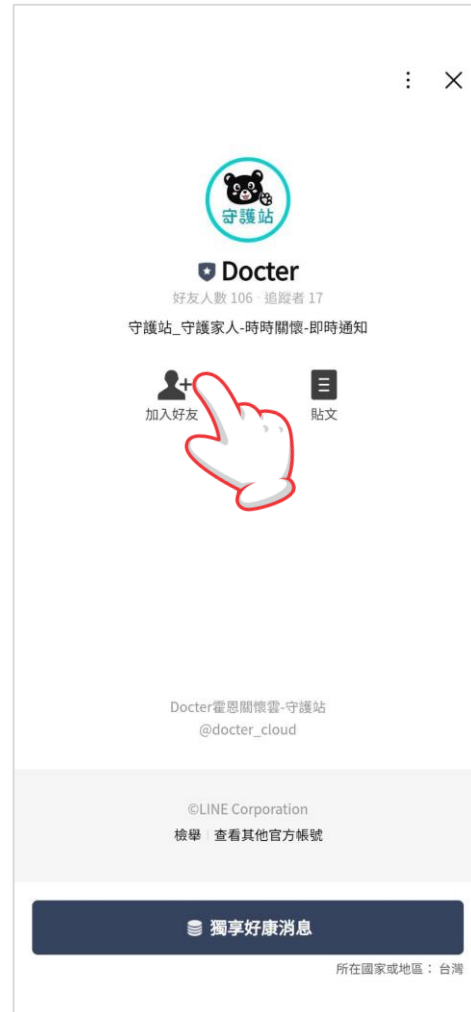 守護站
Docter
好友人數 106 · 追蹤者 17
守護站_守護家人-時時關懷-即時通知
加入好友
貼文
Docter霍恩關懷雲-守護站
@docter_cloud
©LINE Corporation
檢舉 | 查看其他官方帳號
獨享好康消息
所在國家或地區： 台灣